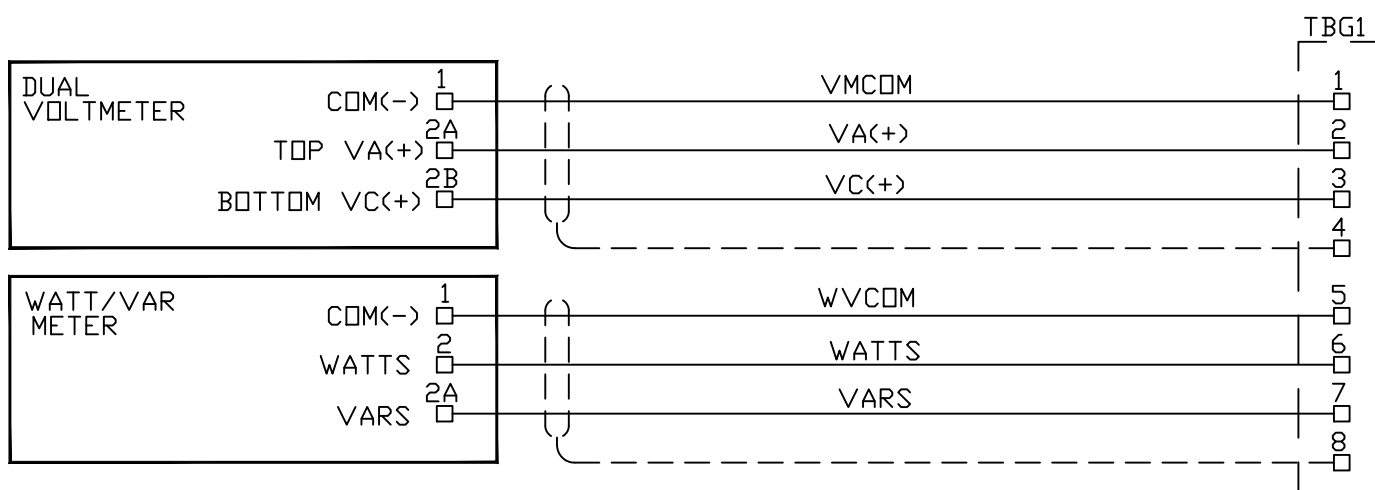 TBG1
DUAL
VOLTMETER
COM(-) 1 VMCOM 1
TOP VA(+) 2A VA(+) 2
BOTTOM VC(+) 2B VC(+) 3
4
WATT/VAR
METER
COM(-) 1 WVCOM 5
WATTS 2 WATTS 6
VARS 2A VARS 7
8